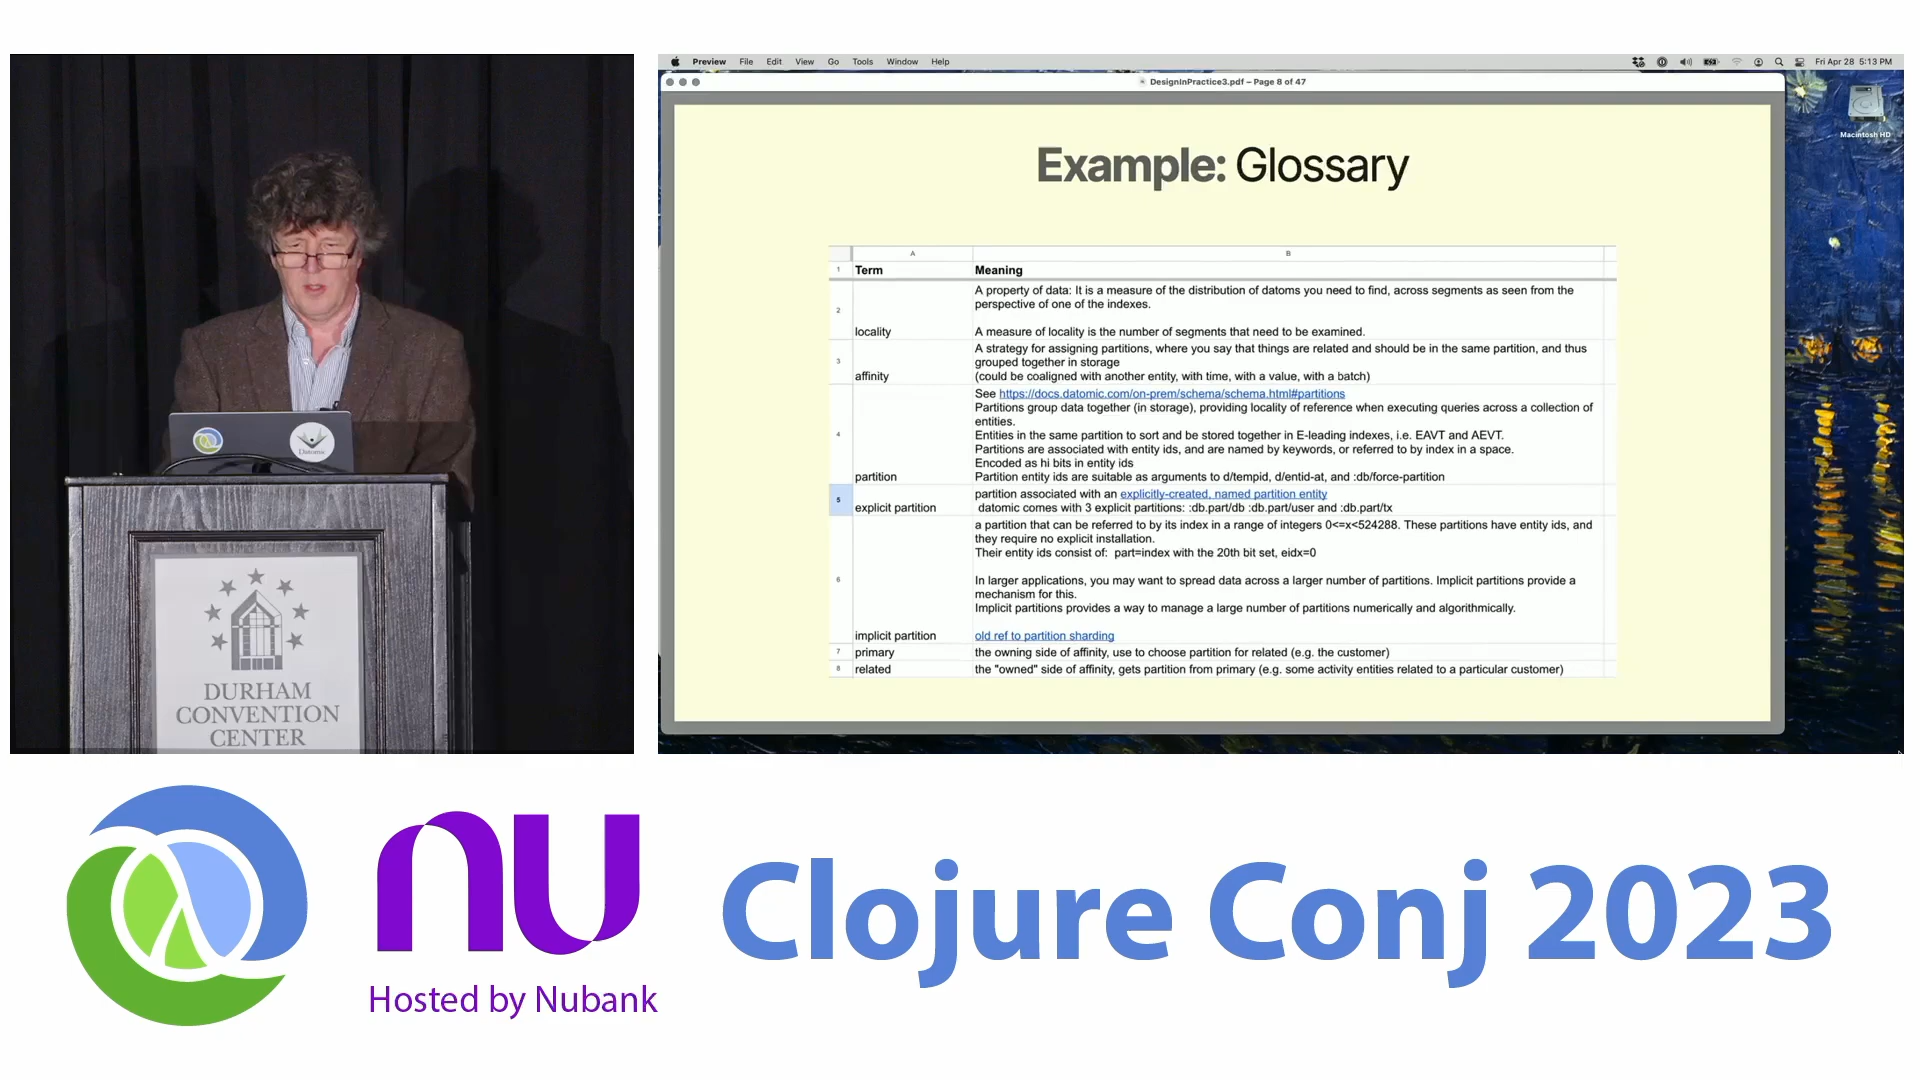 Preview File Edit View Go Tools Window Help
Fri Apr 28 5:13 PM
DesignInPractice3.pdf – Page 8 of 47
Macintosh HD
Example: Glossary
A B
1 Term Meaning
A property of data: It is a measure of the distribution of datoms you need to find, across segments as seen from the
perspective of one of the indexes.
2
locality A measure of locality is the number of segments that need to be examined.
A strategy for assigning partitions, where you say that things are related and should be in the same partition, and thus
3 grouped together in storage
affinity (could be coaligned with another entity, with time, with a value, with a batch)
See https://docs.datomic.com/on-prem/schema/schema.html#partitions
Partitions group data together (in storage), providing locality of reference when executing queries across a collection of
entities.
4 Entities in the same partition to sort and be stored together in E-leading indexes, i.e. EAVT and AEVT.
Partitions are associated with entity ids, and are named by keywords, or referred to by index in a space.
Encoded as hi bits in entity ids
partition Partition entity ids are suitable as arguments to d/tempid, d/entid-at, and :db/force-partition
5 partition associated with an explicitly-created, named partition entity
explicit partition datomic comes with 3 explicit partitions: :db.part/db :db.part/user and :db.part/tx
a partition that can be referred to by its index in a range of integers 0<=x<524288. These partitions have entity ids, and
they require no explicit installation.
Their entity ids consist of: part=index with the 20th bit set, eidx=0
6 In larger applications, you may want to spread data across a larger number of partitions. Implicit partitions provide a
mechanism for this.
Implicit partitions provides a way to manage a large number of partitions numerically and algorithmically.
implicit partition old ref to partition sharding
7 primary the owning side of affinity, use to choose partition for related (e.g. the customer)
8 related the "owned" side of affinity, gets partition from primary (e.g. some activity entities related to a particular customer)
Datomic
DURHAM
CONVENTION
CENTER
nu
Hosted by Nubank
Clojure Conj 2023